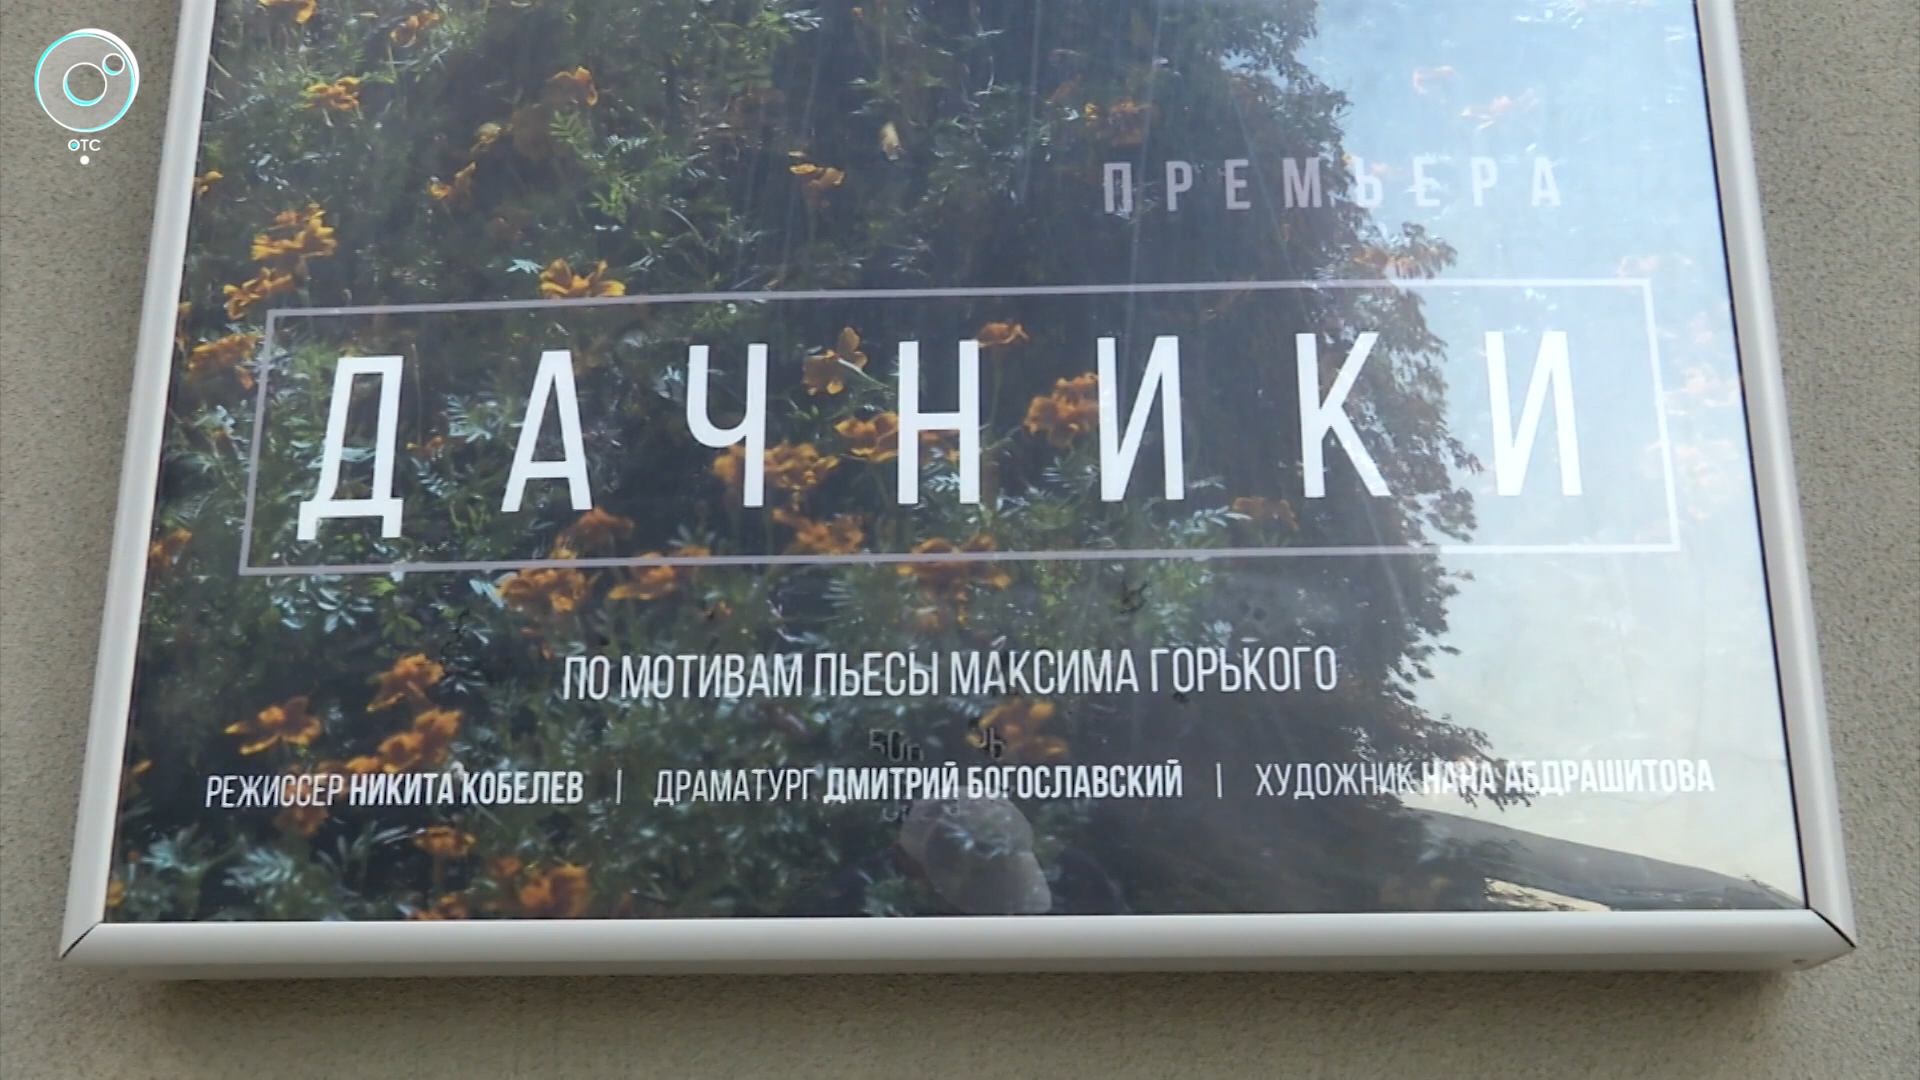 ОТС
ПРЕМЬЕРА
ДАЧНИКИ
ПО МОТИВАМ ПЬЕСЫ МАКСИМА ГОРЬКОГО
РЕЖИССЕР НИКИТА КОБЕЛЕВ | ДРАМАТУРГ ДМИТРИЙ БОГОСЛАВСКИЙ | ХУДОЖНИК НАНА АБДРАШИТОВА